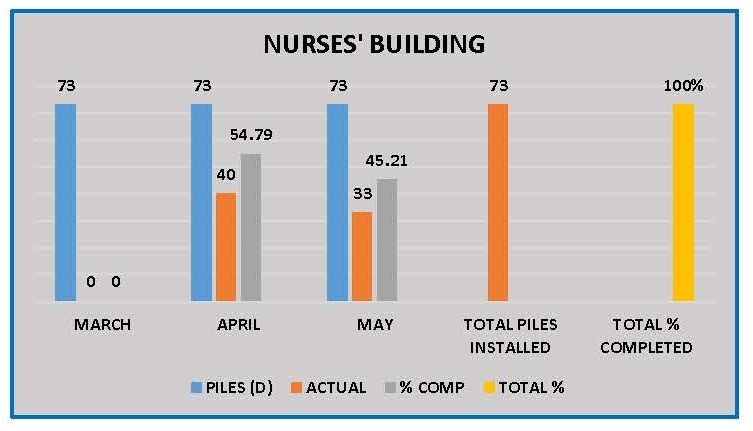 NURSES' BUILDING
73 73 73 73 100%
54.79
40 45.21
33
0 0
MARCH APRIL MAY TOTAL PILES INSTALLED TOTAL % COMPLETED
PILES (D) ACTUAL % COMP TOTAL %